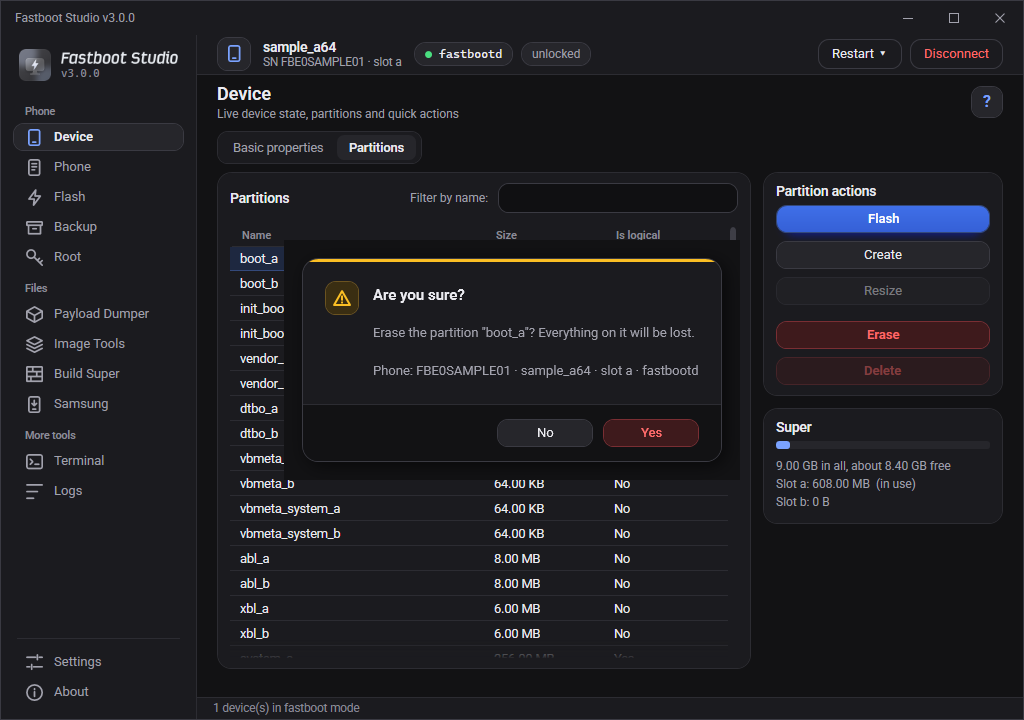 Fastboot Studio v3.0.0
Fastboot Studio
v3.0.0
Phone
Device
Phone
Flash
Backup
Root
Files
Payload Dumper
Image Tools
Build Super
Samsung
More tools
Terminal
Logs
Settings
About
sample_a64
SN FBE0SAMPLE01 · slot a
fastbootd
unlocked
Restart ▾
Disconnect
Device
Live device state, partitions and quick actions
?
Basic properties
Partitions
Partitions
Filter by name:
Name Size Is logical
boot_a
boot_b
init_boo
init_boo
vendor_
vendor_
dtbo_a
dtbo_b
vbmeta_
vbmeta_b 64.00 KB No
vbmeta_system_a 64.00 KB No
vbmeta_system_b 64.00 KB No
abl_a 8.00 MB No
abl_b 8.00 MB No
xbl_a 6.00 MB No
xbl_b 6.00 MB No
Are you sure?
Erase the partition "boot_a"? Everything on it will be lost.
Phone: FBE0SAMPLE01 · sample_a64 · slot a · fastbootd
No
Yes
Partition actions
Flash
Create
Resize
Erase
Delete
Super
9.00 GB in all, about 8.40 GB free
Slot a: 608.00 MB (in use)
Slot b: 0 B
1 device(s) in fastboot mode